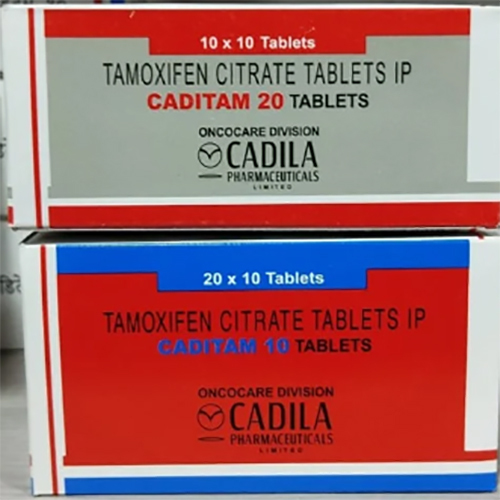 10 x 10 Tablets
TAMOXIFEN CITRATE TABLETS IP
CADITAM 20 TABLETS
ONCOCARE DIVISION
CADILA
PHARMACEUTICALS
LIMITED
20 x 10 Tablets
TAMOXIFEN CITRATE TABLETS IP
CADITAM 10 TABLETS
ONCOCARE DIVISION
CADILA
PHARMACEUTICALS
LIMITED